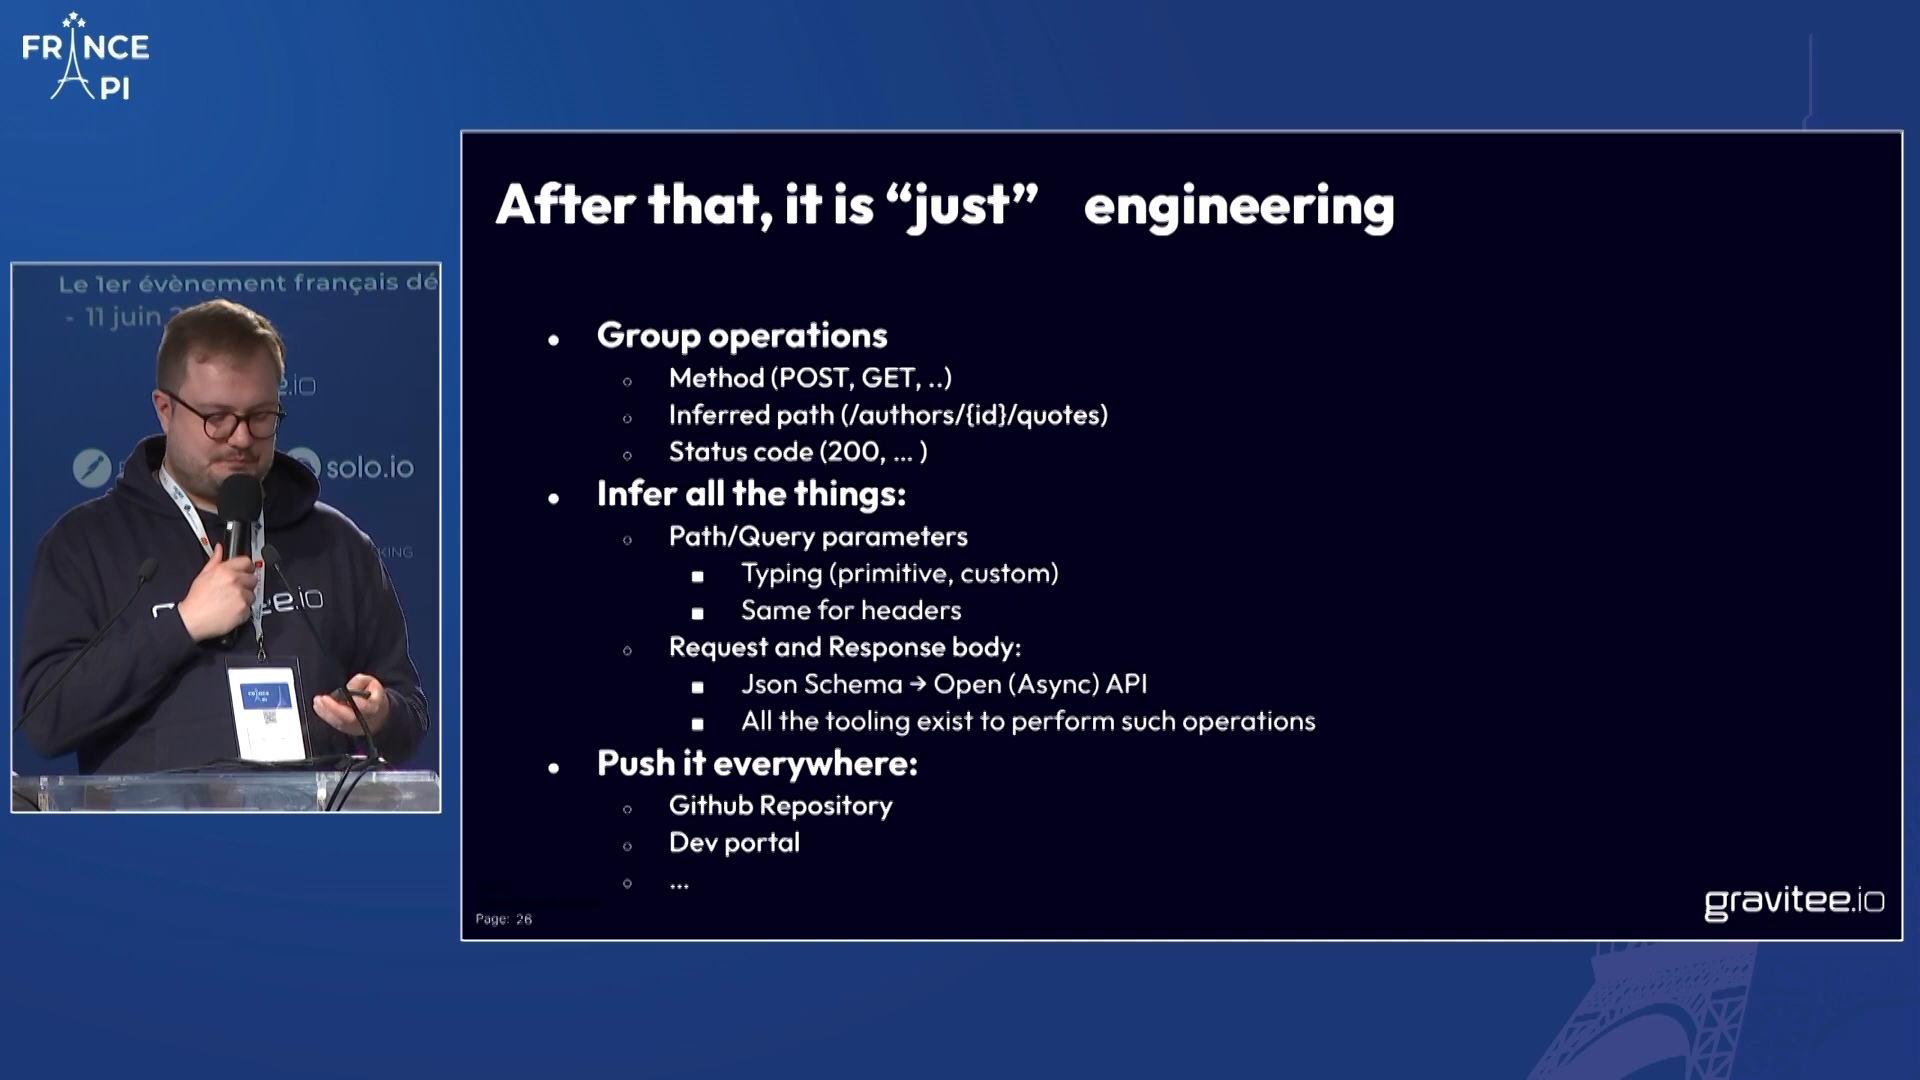 FRANCE
API
Le 1er évènement français dé
- 11 juin
solo.io
KING
ee.io
After that, it is “just” engineering
Group operations
Method (POST, GET, ..)
Inferred path (/authors/{id}/quotes)
Status code (200, ... )
Infer all the things:
Path/Query parameters
Typing (primitive, custom)
Same for headers
Request and Response body:
Json Schema → Open (Async) API
All the tooling exist to perform such operations
Push it everywhere:
Github Repository
Dev portal
...
Page: 26
gravitee.io